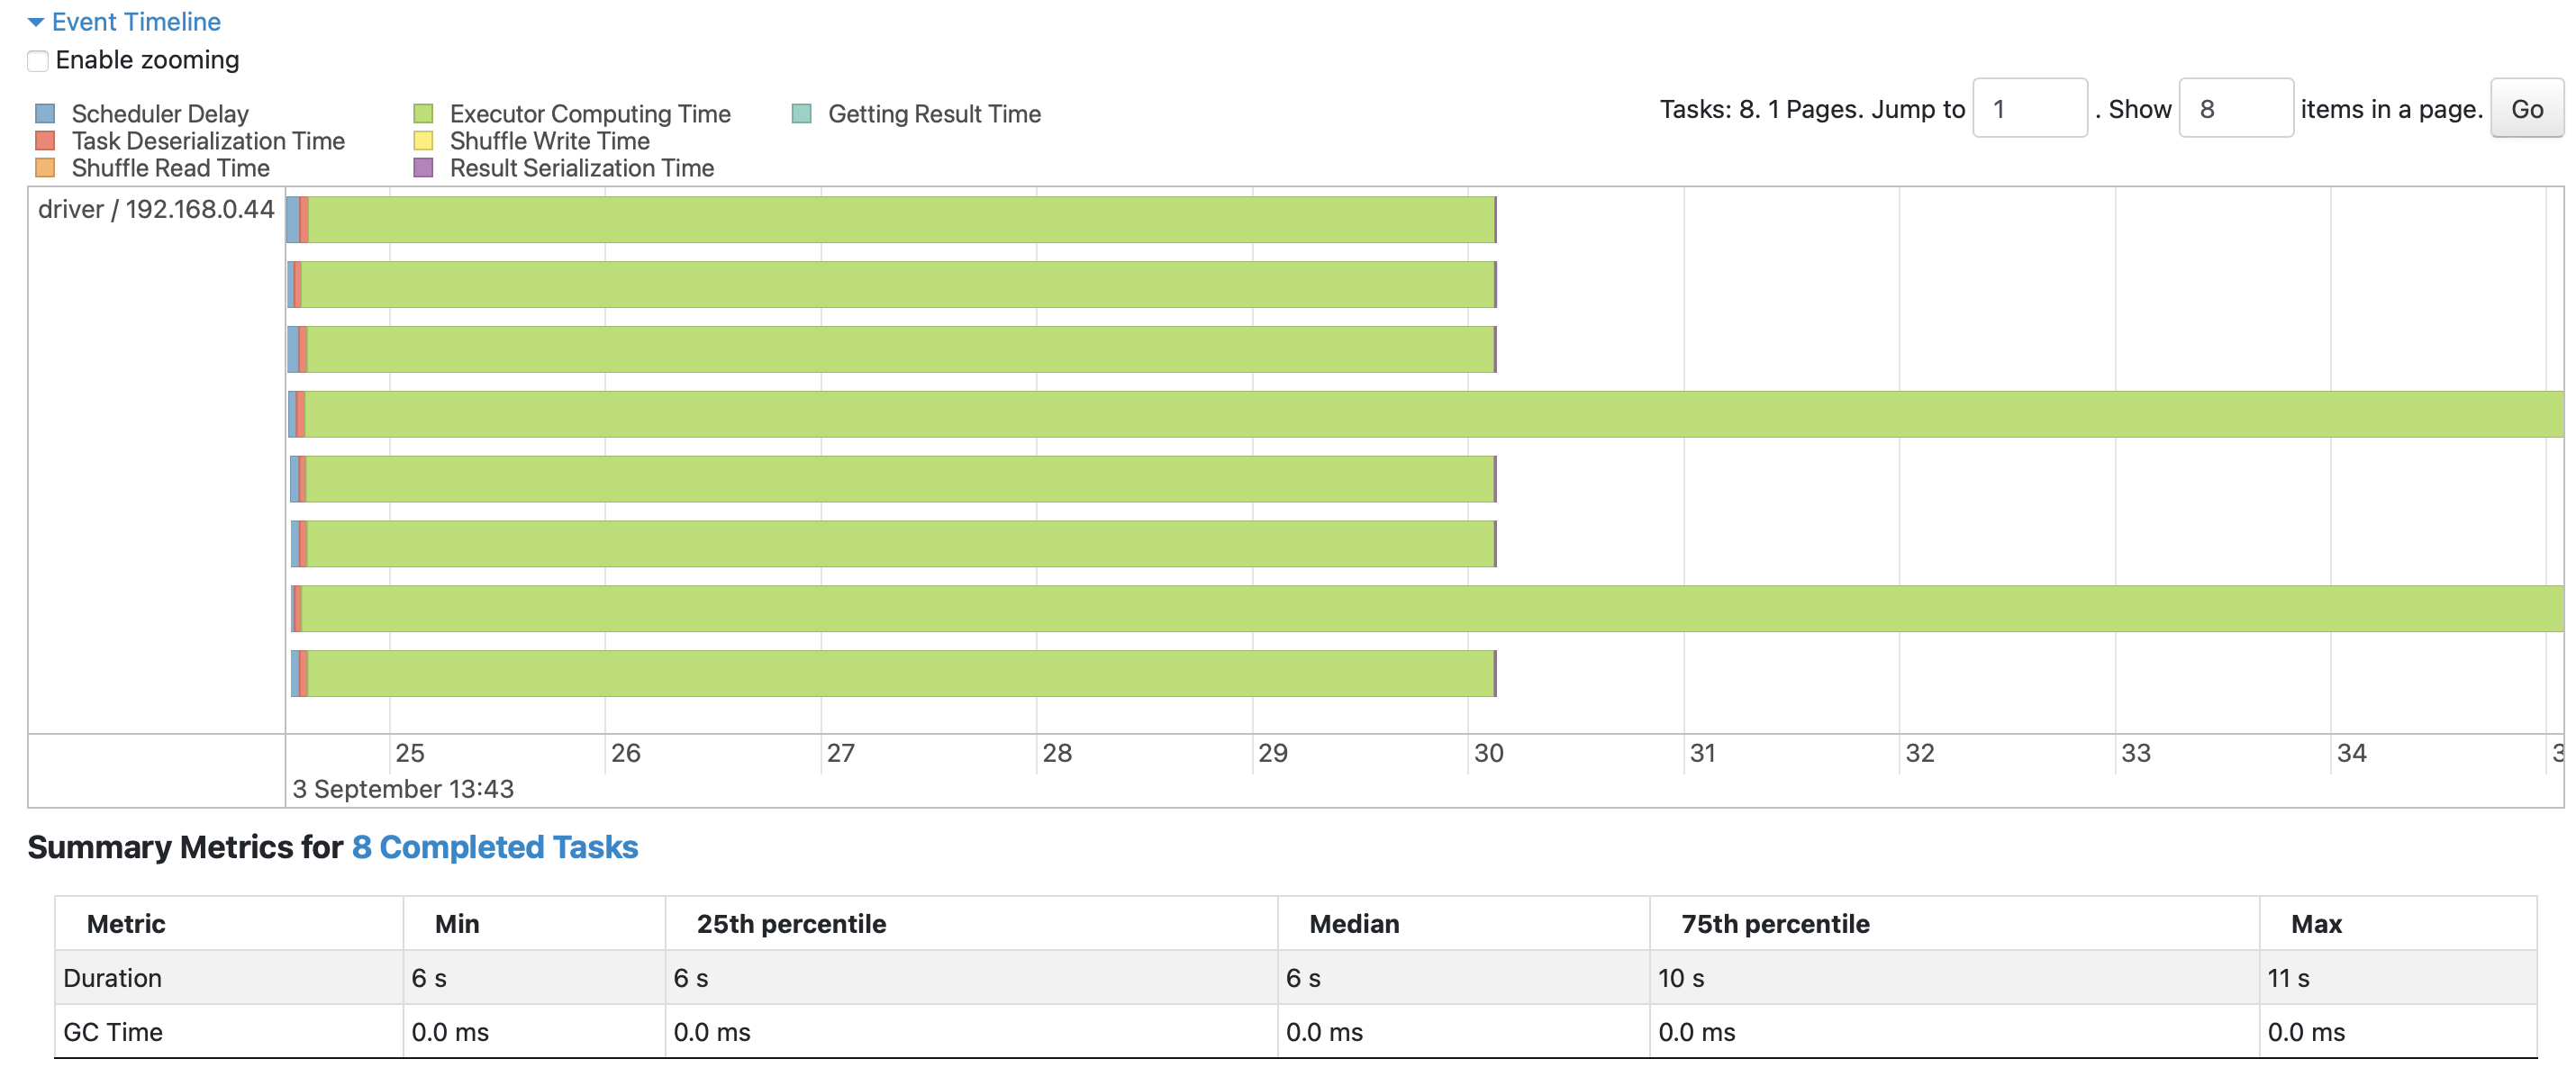 Event Timeline
Enable zooming
Scheduler Delay
Executor Computing Time
Getting Result Time
Task Deserialization Time
Shuffle Write Time
Shuffle Read Time
Result Serialization Time
Tasks: 8. 1 Pages. Jump to 1 . Show 8 items in a page. Go
driver / 192.168.0.44
25 26 27 28 29 30 31 32 33 34
3 September 13:43
Summary Metrics for 8 Completed Tasks
Metric Min 25th percentile Median 75th percentile Max
Duration 6 s 6 s 6 s 10 s 11 s
GC Time 0.0 ms 0.0 ms 0.0 ms 0.0 ms 0.0 ms